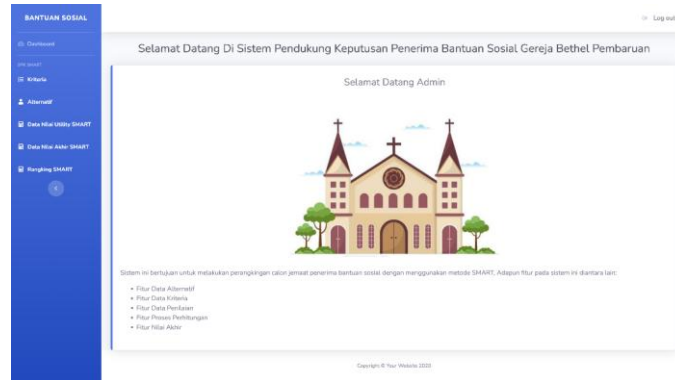 BANTUAN SOSIAL
Log out
Dashboard
SPK SMART
Selamat Datang Di Sistem Pendukung Keputusan Penerima Bantuan Sosial Gereja Bethel Pembaruan
Kriteria
Alternatif
Data Nilai Utility SMART
Data Nilai Akhir SMART
Rangking SMART
Selamat Datang Admin
Sistem ini bertujuan untuk melakukan perangkingan calon jemaat penerima bantuan sosial dengan menggunakan metode SMART, Adapun fitur pada sistem ini diantara lain:
• Fitur Data Alternatif
• Fitur Data Kriteria
• Fitur Data Penilaian
• Fitur Proses Perhitungan
• Fitur Nilai Akhir
Copyright © Your Website 2020